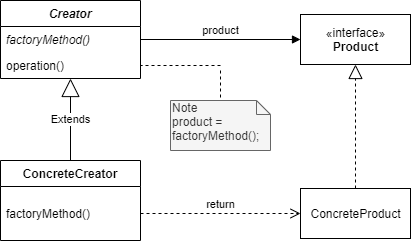 Creator
factoryMethod()
operation()
product
«interface»
Product
Note
product =
factoryMethod();
Extends
ConcreteCreator
factoryMethod()
return
ConcreteProduct